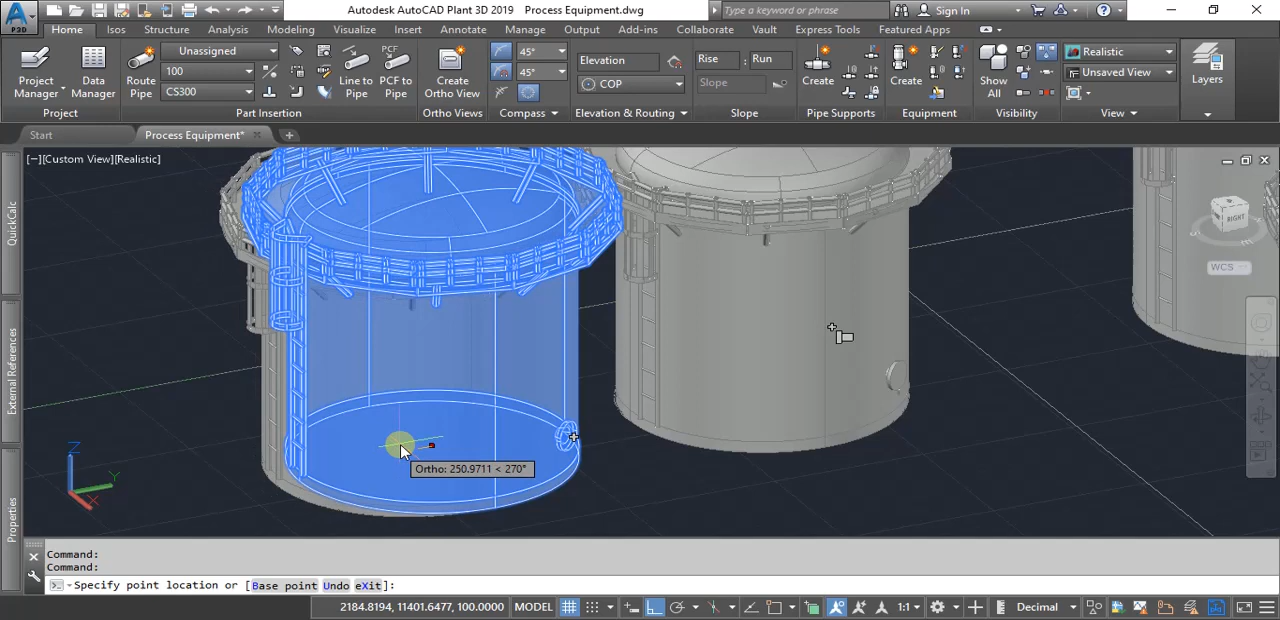 Autodesk AutoCAD Plant 3D 2019 Process Equipment.dwg
Type a keyword or phrase
Sign In
P3D
Home Isos Structure Analysis Modeling Visualize Insert Annotate Manage Output Add-ins Collaborate Vault Express Tools Featured Apps
Project Manager
Data Manager
Project
Route Pipe
Unassigned
100
CS300
Line to Pipe
PCF to Pipe
PCF
Part Insertion
Create Ortho View
Ortho Views
45°
45°
Compass
Elevation
COP
Elevation & Routing
Rise
Run
Slope
Slope
Create
Pipe Supports
Create
Equipment
Show All
Visibility
Realistic
Unsaved View
View
Layers
Start
Process Equipment*
[−][Custom View][Realistic]
QuickCalc
External References
Properties
RIGHT
WCS
Ortho: 250.9711 < 270°
Z
Y
X
Command:
Command:
Specify point location or [Base point Undo eXit]:
2184.8194, 11401.6477, 100.0000 MODEL 1:1 Decimal